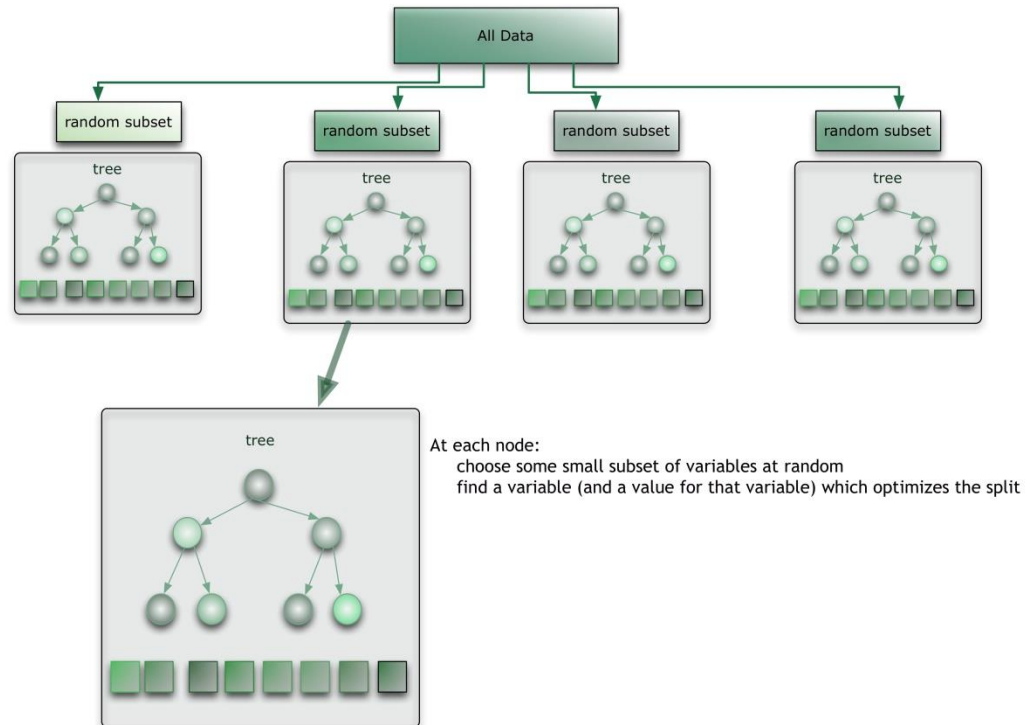 All Data
random subset
random subset
random subset
random subset
tree
tree
tree
tree
tree
At each node:
choose some small subset of variables at random
find a variable (and a value for that variable) which optimizes the split